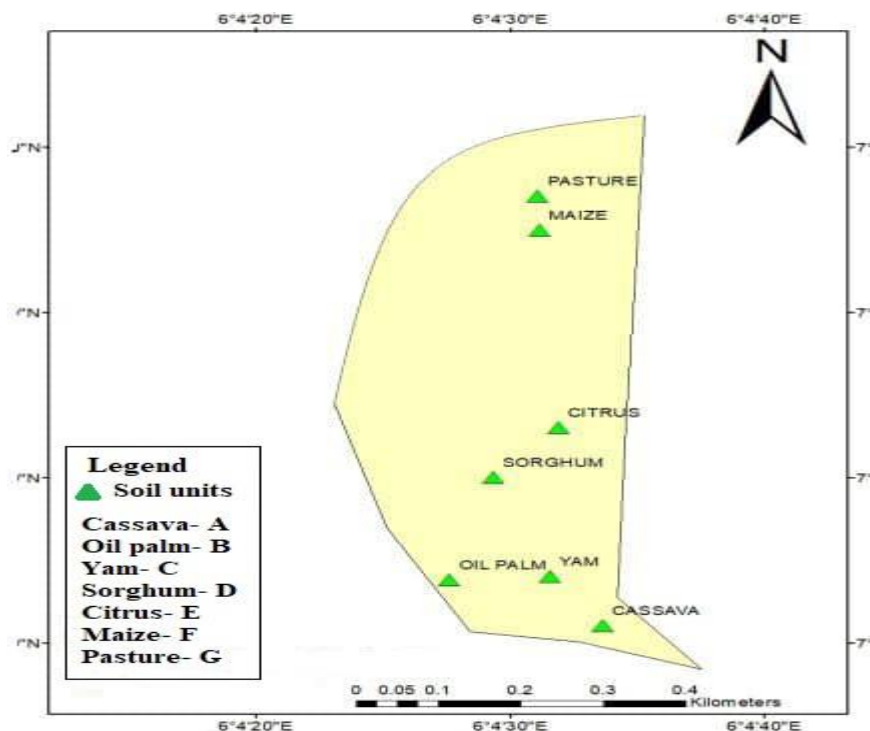 6°4'20"E 6°4'30"E 6°4'40"E
N
PASTURE
MAIZE
CITRUS
SORGHUM
OIL PALM YAM
CASSAVA
Legend
Soil units
Cassava- A
Oil palm- B
Yam- C
Sorghum- D
Citrus- E
Maize- F
Pasture- G
0 0.05 0.1 0.2 0.3 0.4
Kilometers
6°4'20"E 6°4'30"E 6°4'40"E